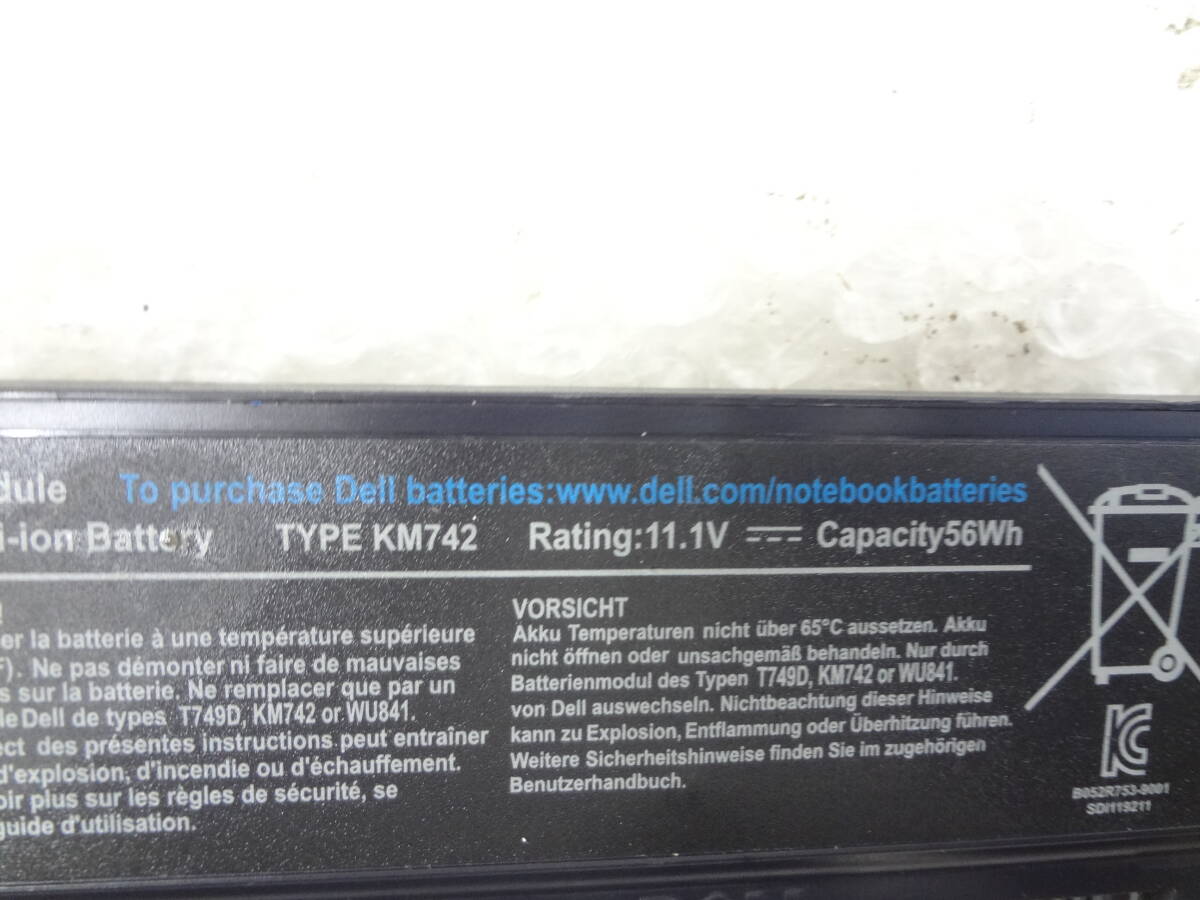 dule To purchase Dell batteries:www.dell.com/notebookbatteries
i-ion Battery TYPE KM742 Rating:11.1V Capacity56Wh
er la batterie à une température supérieure
F). Ne pas démonter ni faire de mauvaises
s sur la batterie. Ne remplacer que par un
le Dell de types T749D, KM742 or WU841.
ect des présentes instructions peut entraîner
d'explosion, d'incendie ou d'échauffement.
oir plus sur les règles de sécurité, se
guide d'utilisation.
VORSICHT
Akku Temperaturen nicht über 65°C aussetzen. Akku
nicht öffnen oder unsachgemäß behandeln. Nur durch
Batterienmodul des Typen T749D, KM742 or WU841.
von Dell auswechseln. Nichtbeachtung dieser Hinweise
kann zu Explosion, Entflammung oder Überhitzung führen.
Weitere Sicherheitshinweise finden Sie im zugehörigen
Benutzerhandbuch.
B052R753-9001
SDI119211